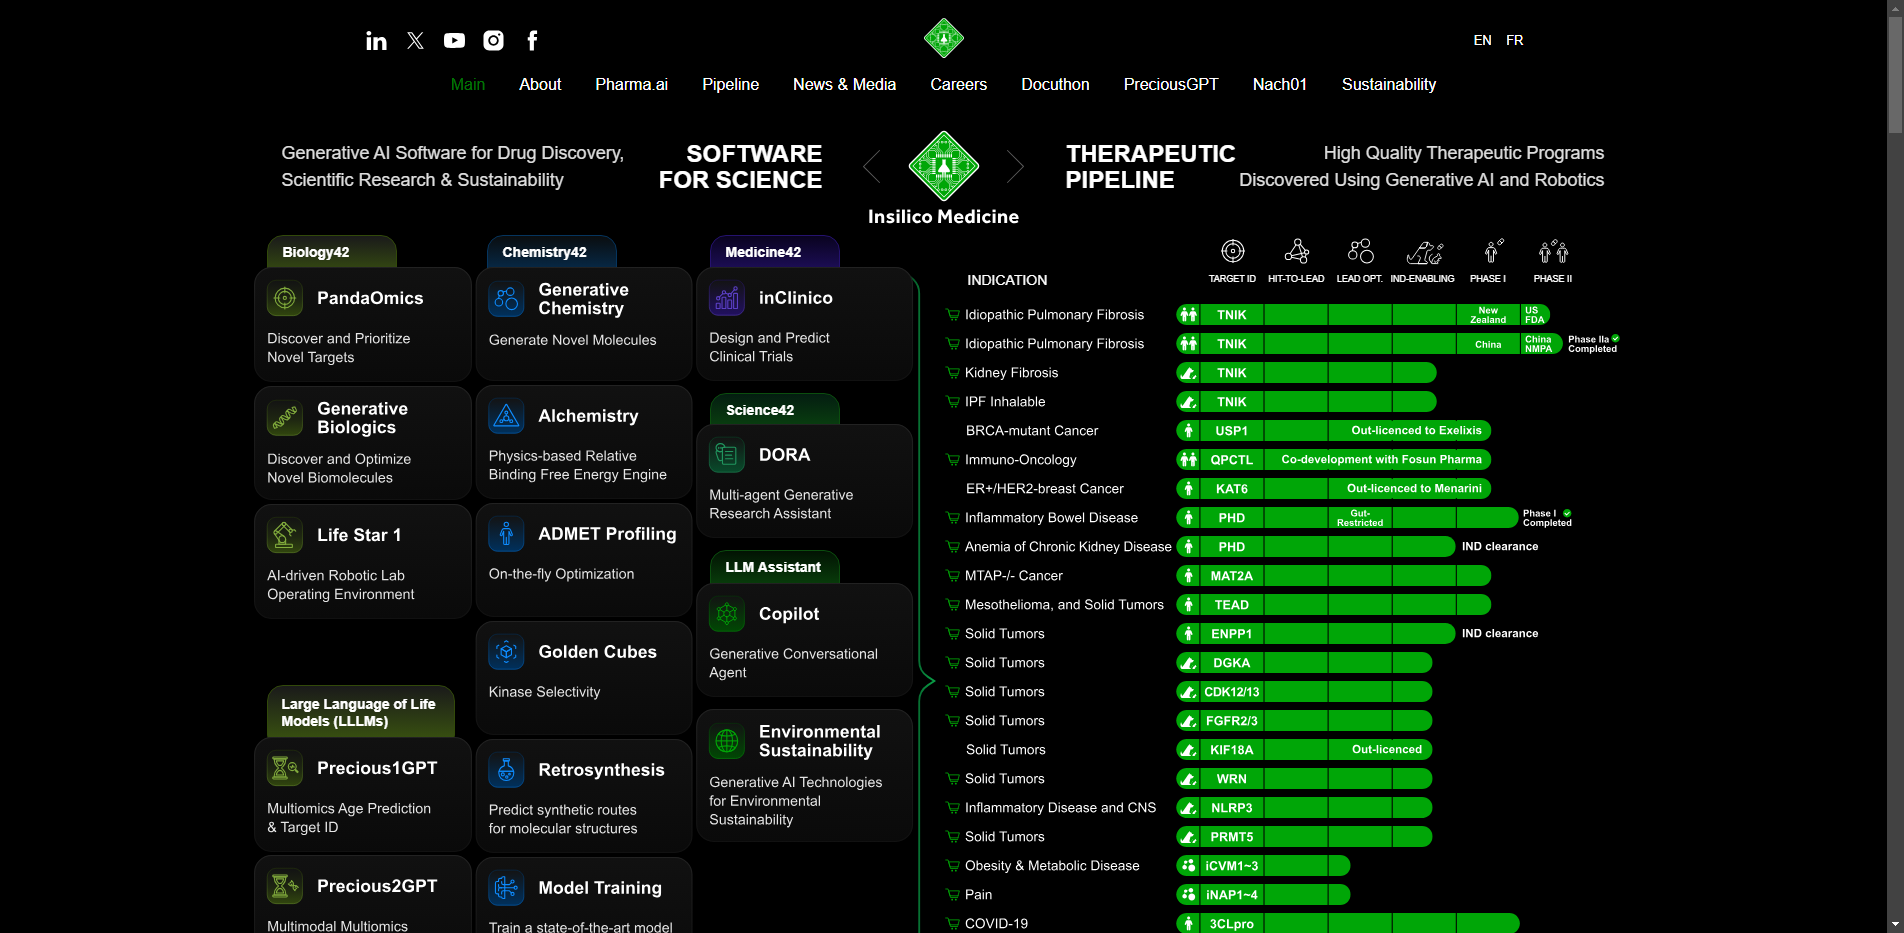 EN FR
Main About Pharma.ai Pipeline News & Media Careers Docuthon PreciousGPT Nach01 Sustainability
Generative AI Software for Drug Discovery,
Scientific Research & Sustainability
SOFTWARE
FOR SCIENCE
Insilico Medicine
THERAPEUTIC
PIPELINE
High Quality Therapeutic Programs
Discovered Using Generative AI and Robotics
Biology42
PandaOmics
Discover and Prioritize
Novel Targets
Generative
Biologics
Discover and Optimize
Novel Biomolecules
Life Star 1
AI-driven Robotic Lab
Operating Environment
Large Language of Life
Models (LLLMs)
Precious1GPT
Multiomics Age Prediction
& Target ID
Precious2GPT
Multimodal Multiomics
Chemistry42
Generative
Chemistry
Generate Novel Molecules
Alchemistry
Physics-based Relative
Binding Free Energy Engine
ADMET Profiling
On-the-fly Optimization
Golden Cubes
Kinase Selectivity
Retrosynthesis
Predict synthetic routes
for molecular structures
Model Training
Train a state-of-the-art model
Medicine42
inClinico
Design and Predict
Clinical Trials
Science42
DORA
Multi-agent Generative
Research Assistant
LLM Assistant
Copilot
Generative Conversational
Agent
Environmental
Sustainability
Generative AI Technologies
for Environmental
Sustainability
INDICATION TARGET ID HIT-TO-LEAD LEAD OPT. IND-ENABLING PHASE I PHASE II
Idiopathic Pulmonary Fibrosis TNIK New Zealand US FDA
Idiopathic Pulmonary Fibrosis TNIK China China NMPA Phase IIa Completed
Kidney Fibrosis TNIK
IPF Inhalable TNIK
BRCA-mutant Cancer USP1 Out-licenced to Exelixis
Immuno-Oncology QPCTL Co-development with Fosun Pharma
ER+/HER2-breast Cancer KAT6 Out-licenced to Menarini
Inflammatory Bowel Disease PHD Gut-Restricted Phase I Completed
Anemia of Chronic Kidney Disease PHD IND clearance
MTAP-/- Cancer MAT2A
Mesothelioma, and Solid Tumors TEAD
Solid Tumors ENPP1 IND clearance
Solid Tumors DGKA
Solid Tumors CDK12/13
Solid Tumors FGFR2/3
Solid Tumors KIF18A Out-licenced
Solid Tumors WRN
Inflammatory Disease and CNS NLRP3
Solid Tumors PRMT5
Obesity & Metabolic Disease iCVM1~3
Pain iNAP1~4
COVID-19 3CLpro